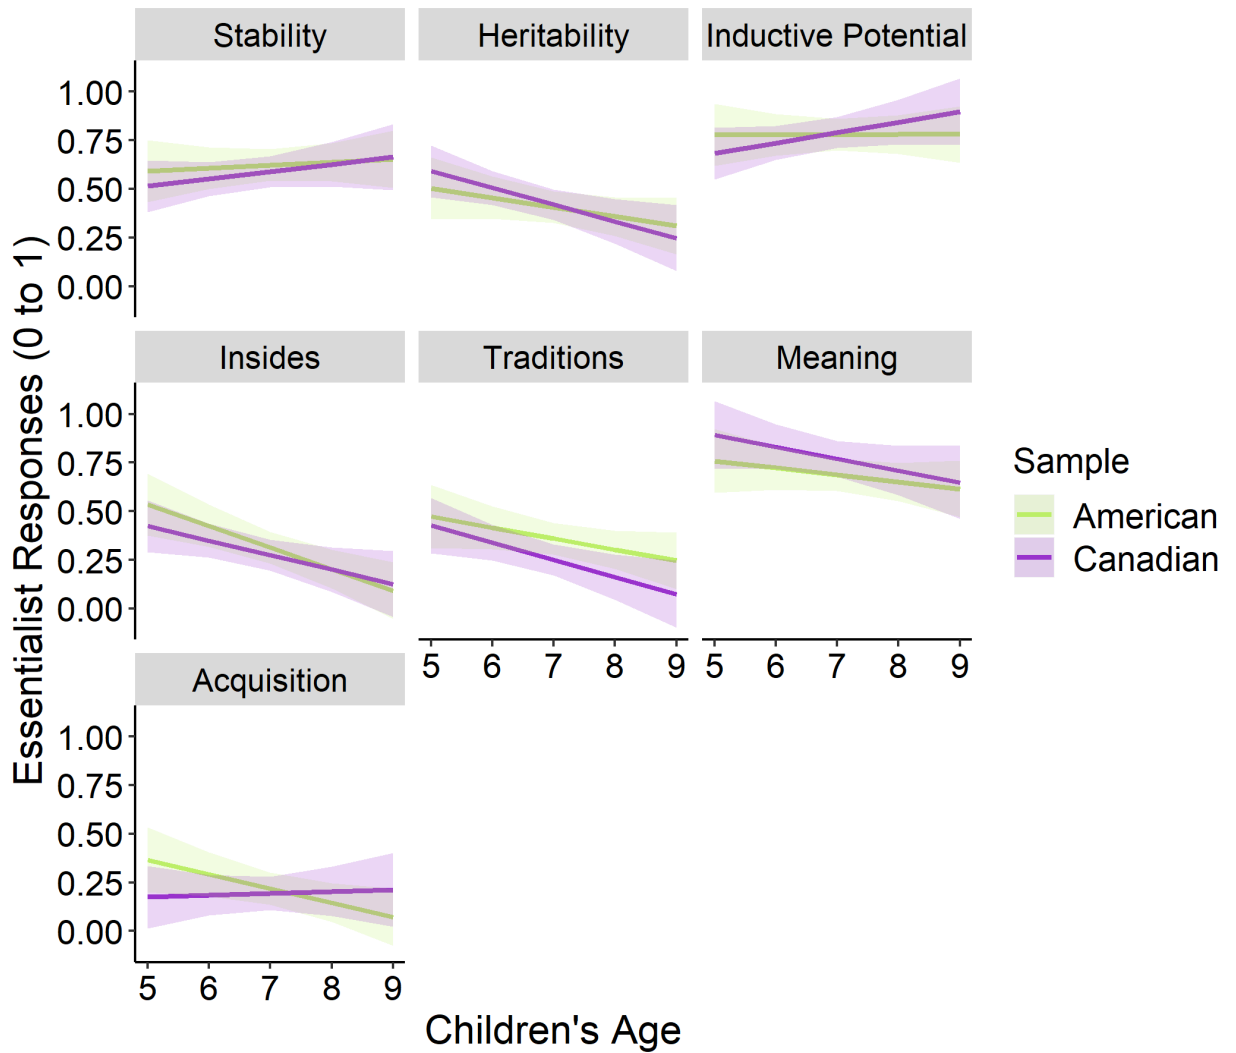 Stability
Heritability
Inductive Potential
1.00
0.75
0.50
0.25
0.00
Insides
Traditions
Meaning
1.00
0.75
0.50
0.25
0.00
5 6 7 8 9
5 6 7 8 9
Acquisition
1.00
0.75
0.50
0.25
0.00
5 6 7 8 9
Essentialist Responses (0 to 1)
Children's Age
Sample
American
Canadian